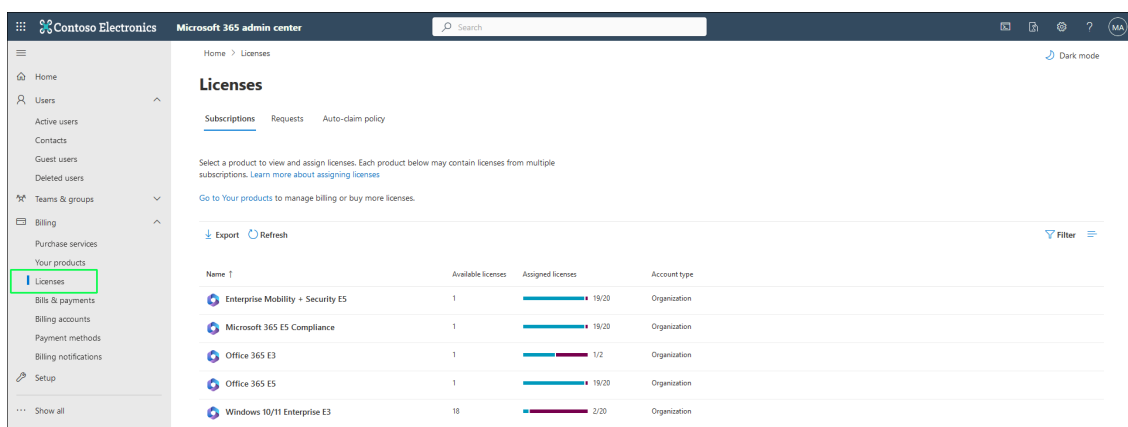 Contoso Electronics
Microsoft 365 admin center
Search
?
MA
Home > Licenses
Dark mode
Home
Users
Active users
Contacts
Guest users
Deleted users
Teams & groups
Billing
Purchase services
Your products
Licenses
Bills & payments
Billing accounts
Payment methods
Billing notifications
Setup
... Show all
Licenses
Subscriptions Requests Auto-claim policy
Select a product to view and assign licenses. Each product below may contain licenses from multiple
subscriptions. Learn more about assigning licenses
Go to Your products to manage billing or buy more licenses.
Export Refresh
Filter
Name ↑ Available licenses Assigned licenses Account type
Enterprise Mobility + Security E5 1 19/20 Organization
Microsoft 365 E5 Compliance 1 19/20 Organization
Office 365 E3 1 1/2 Organization
Office 365 E5 1 19/20 Organization
Windows 10/11 Enterprise E3 18 2/20 Organization